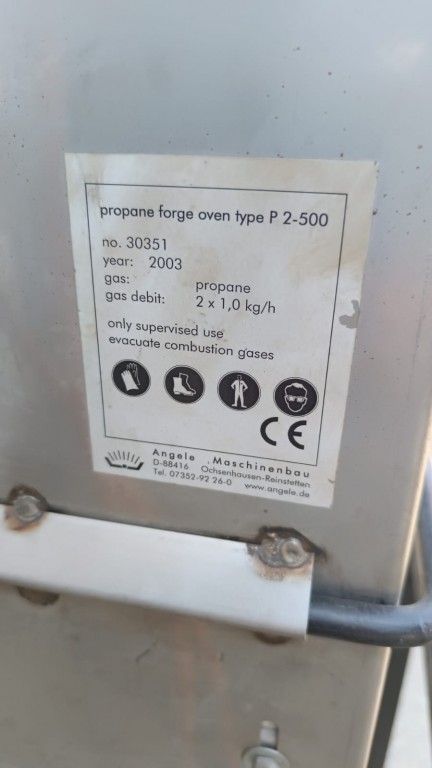 propane forge oven type P 2-500
no. 30351
year: 2003
gas: propane
gas debit: 2 x 1,0 kg/h
only supervised use
evacuate combustion gases
CE
Angele Maschinenbau
D-88416 Ochsenhausen-Reinstetten
Tel. 07352-92 26-0 www.angele.de